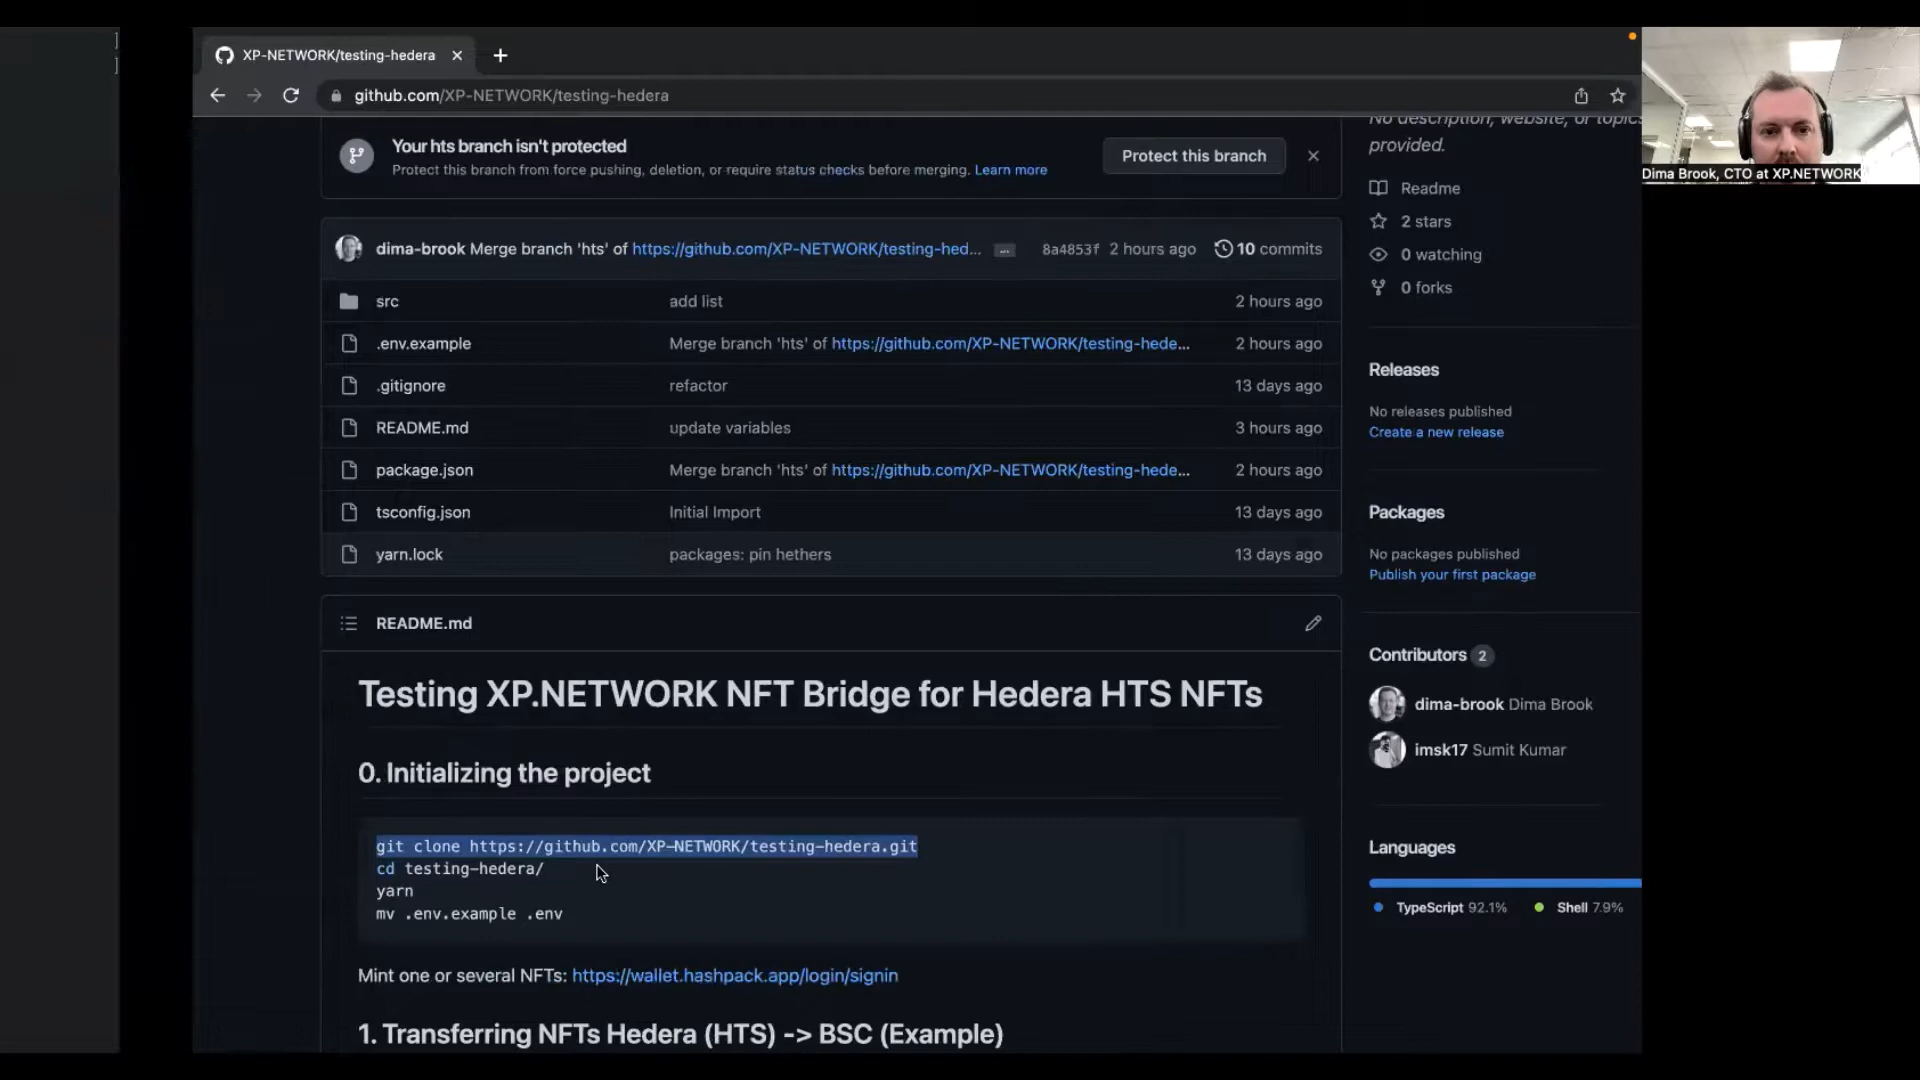 XP-NETWORK/testing-hedera
github.com/XP-NETWORK/testing-hedera
Your hts branch isn't protected
Protect this branch from force pushing, deletion, or require status checks before merging. Learn more
Protect this branch
dima-brook Merge branch 'hts' of https://github.com/XP-NETWORK/testing-hed... ... 8a4853f 2 hours ago 10 commits
src add list 2 hours ago
.env.example Merge branch 'hts' of https://github.com/XP-NETWORK/testing-hede... 2 hours ago
.gitignore refactor 13 days ago
README.md update variables 3 hours ago
package.json Merge branch 'hts' of https://github.com/XP-NETWORK/testing-hede... 2 hours ago
tsconfig.json Initial Import 13 days ago
yarn.lock packages: pin hethers 13 days ago
README.md
Testing XP.NETWORK NFT Bridge for Hedera HTS NFTs
0. Initializing the project
git clone https://github.com/XP-NETWORK/testing-hedera.git
cd testing-hedera/
yarn
mv .env.example .env
Mint one or several NFTs: https://wallet.hashpack.app/login/signin
1. Transferring NFTs Hedera (HTS) -> BSC (Example)
No description, website, or topics
provided.
Readme
2 stars
0 watching
0 forks
Releases
No releases published
Create a new release
Packages
No packages published
Publish your first package
Contributors 2
dima-brook Dima Brook
imsk17 Sumit Kumar
Languages
TypeScript 92.1% Shell 7.9%
Dima Brook, CTO at XP.NETWORK
]
]